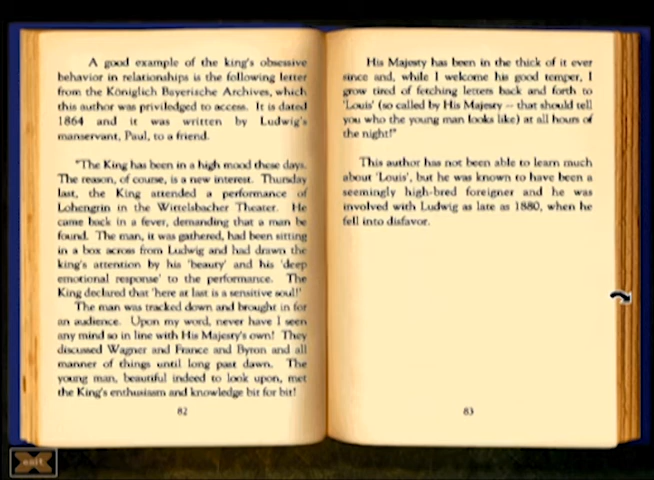 A good example of the king's obsessive
behavior in relationships is the following letter
from the Königlich Bayerische Archives, which
this author was priviledged to access. It is dated
1864 and it was written by Ludwig's
manservant, Paul, to a friend.
"The King has been in a high mood these days.
The reason, of course, is a new interest. Thursday
last, the King attended a performance of
Lohengrin in the Wittelsbacher Theater. He
came back in a fever, demanding that a man be
found. The man, it was gathered, had been sitting
in a box across from Ludwig and had drawn the
king's attention by his 'beauty' and his 'deep
emotional response' to the performance. The
King declared that 'here at last is a sensitive soul!'
The man was tracked down and brought in for
an audience. Upon my word, never have I seen
any mind so in line with His Majesty's own! They
discussed Wagner and France and Byron and all
manner of things until long past dawn. The
young man, beautiful indeed to look upon, met
the King's enthusiasm and knowledge bit for bit!
82
His Majesty has been in the thick of it ever
since and, while I welcome his good temper, I
grow tired of fetching letters back and forth to
'Louis' (so called by His Majesty -- that should tell
you who the young man looks like) at all hours of
the night!"
This author has not been able to learn much
about 'Louis', but he was known to have been a
seemingly high-bred foreigner and he was
involved with Ludwig as late as 1880, when he
fell into disfavor.
83
exit